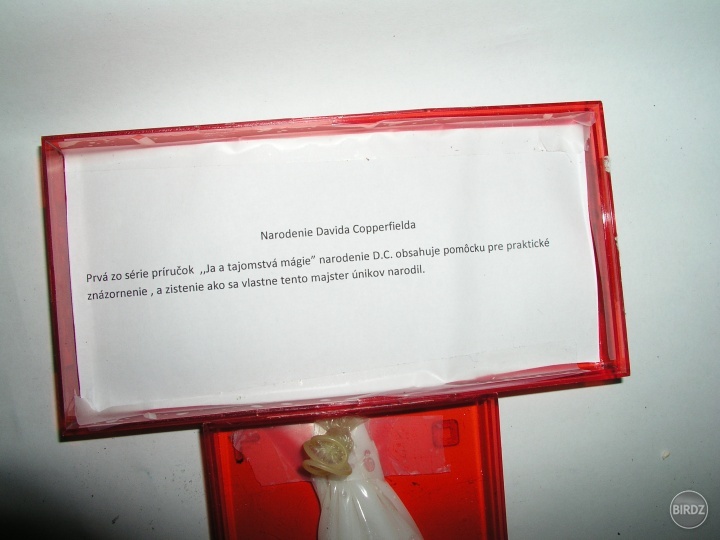 Narodenie Davida Copperfielda
Prvá zo série príručok ,,Ja a tajomstvá mágie" narodenie D.C. obsahuje pomôcku pre praktické
znázornenie , a zistenie ako sa vlastne tento majster únikov narodil.
BIRDZ